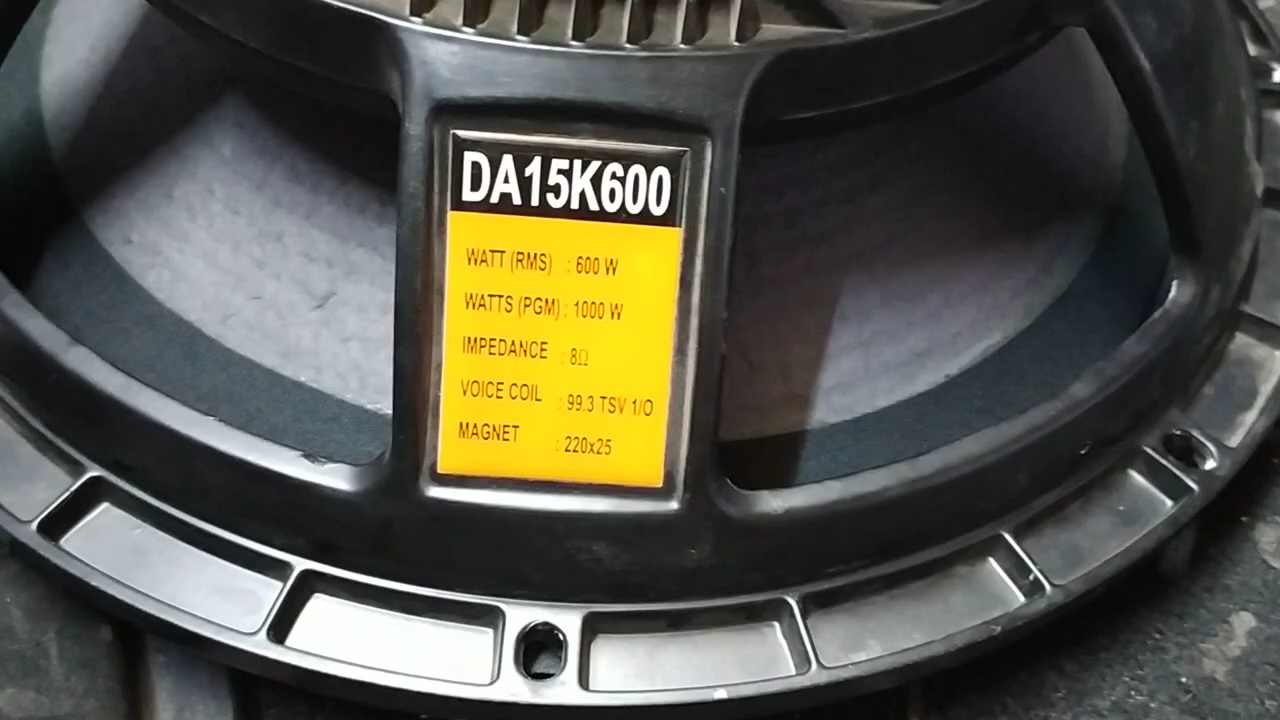 DA15K600
WATT (RMS) : 600 W
WATTS (PGM) : 1000 W
IMPEDANCE : 8Ω
VOICE COIL : 99.3 TSV 1/O
MAGNET : 220x25